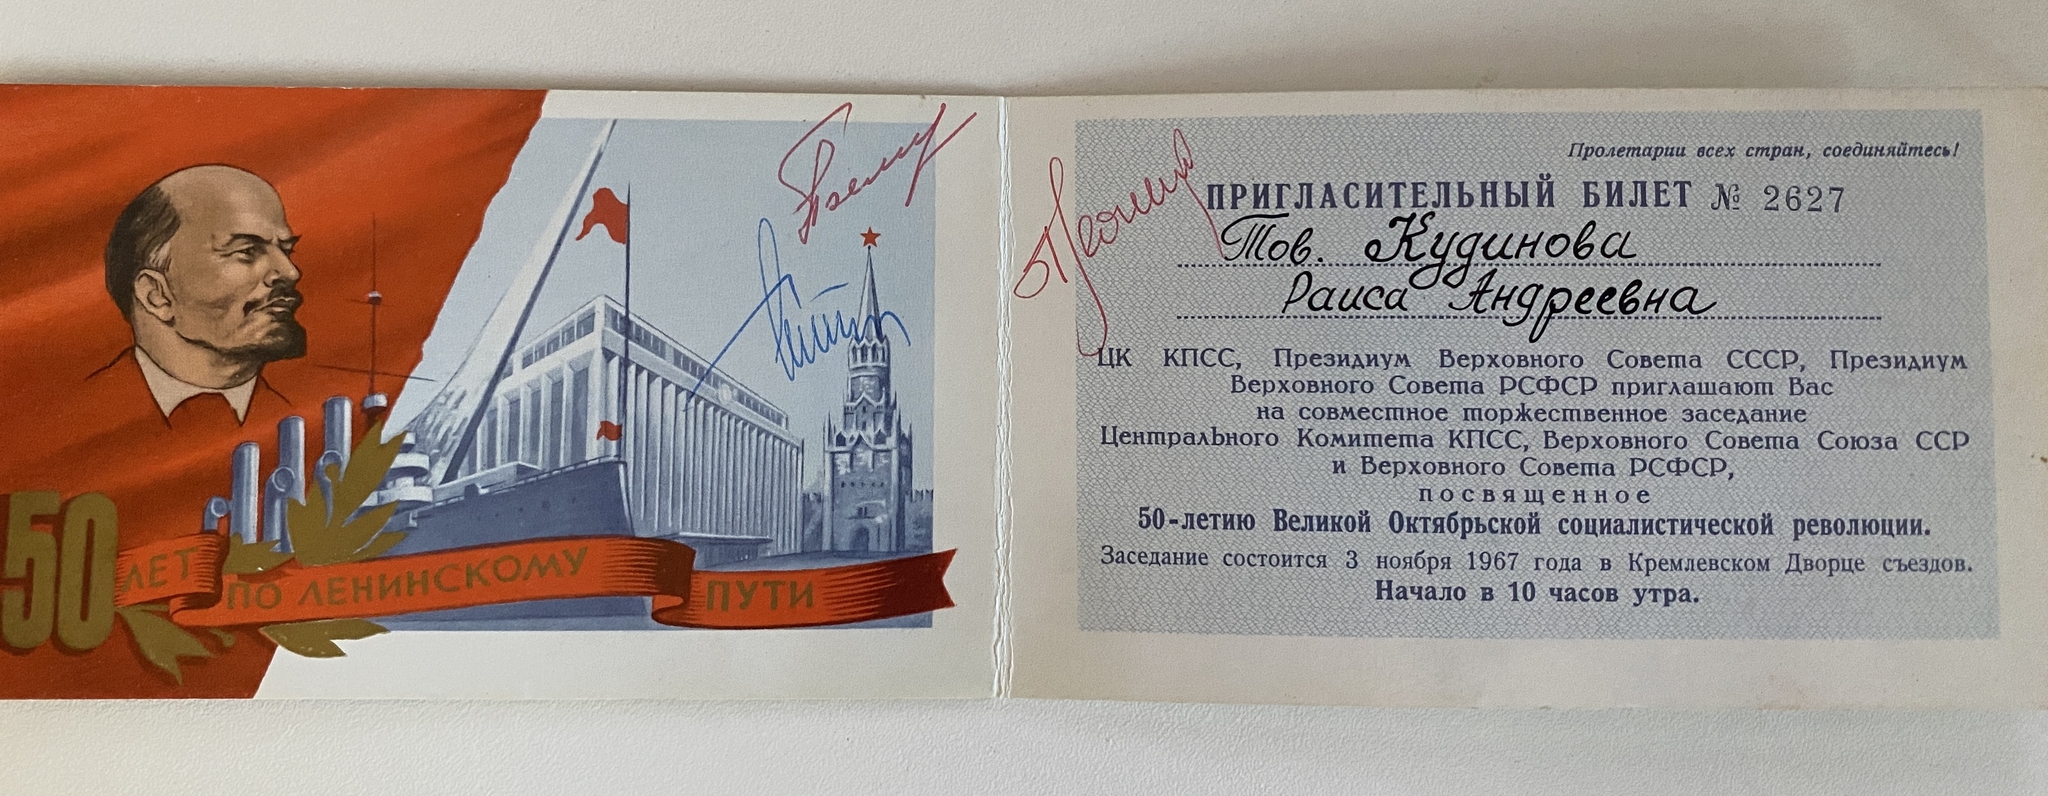 50 ЛЕТ ПО ЛЕНИНСКОМУ ПУТИ
Пролетарии всех стран, соединяйтесь!
ПРИГЛАСИТЕЛЬНЫЙ БИЛЕТ № 2627
Тов. Кудинова
Раиса Андреевна
ЦК КПСС, Президиум Верховного Совета СССР, Президиум
Верховного Совета РСФСР приглашают Вас
на совместное торжественное заседание
Центрального Комитета КПСС, Верховного Совета Союза ССР
и Верховного Совета РСФСР,
посвященное
50-летию Великой Октябрьской социалистической революции.
Заседание состоится 3 ноября 1967 года в Кремлевском Дворце съездов.
Начало в 10 часов утра.